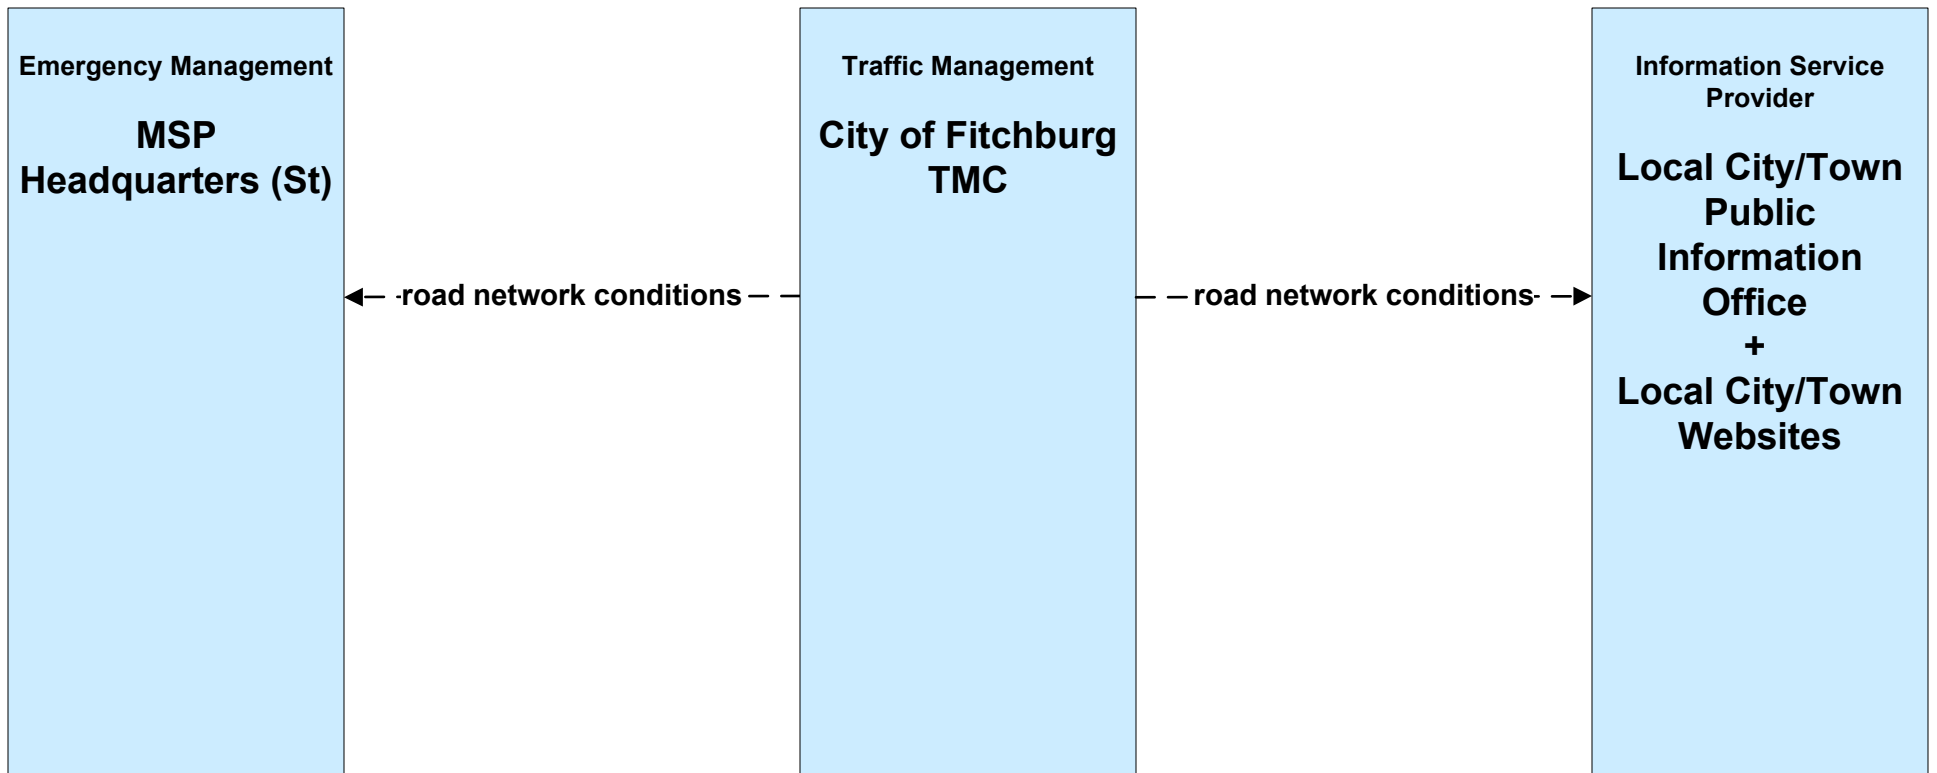 Emergency Management
MSP
Headquarters (St)
road network conditions
Traffic Management
City of Fitchburg
TMC
road network conditions
Information Service
Provider
Local City/Town
Public
Information
Office
+
Local City/Town
Websites